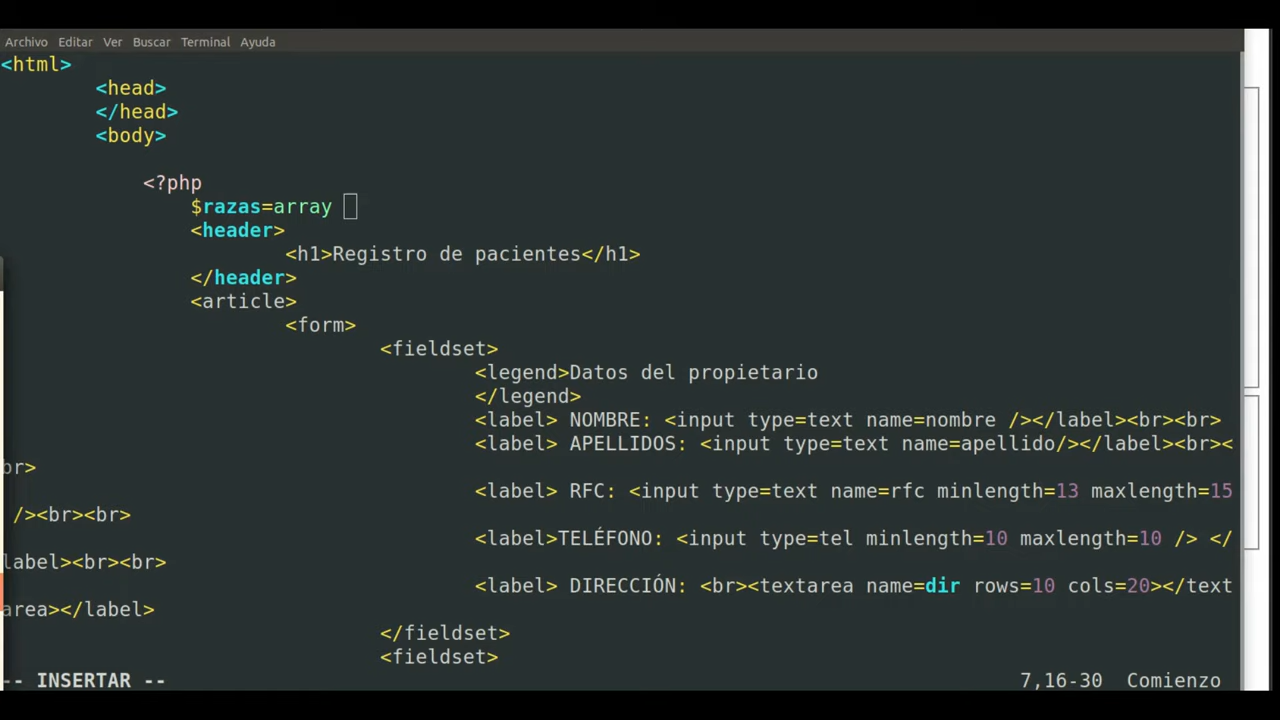 Archivo Editar Ver Buscar Terminal Ayuda
<html>
<head>
</head>
<body>
<?php
$razas=array
<header>
<h1>Registro de pacientes</h1>
</header>
<article>
<form>
<fieldset>
<legend>Datos del propietario
</legend>
<label> NOMBRE: <input type=text name=nombre /></label><br><br>
<label> APELLIDOS: <input type=text name=apellido/></label><br><
br>
<label> RFC: <input type=text name=rfc minlength=13 maxlength=15
/><br><br>
<label>TELÉFONO: <input type=tel minlength=10 maxlength=10 /> </
label><br><br>
<label> DIRECCIÓN: <br><textarea name=dir rows=10 cols=20></text
area></label>
</fieldset>
<fieldset>
-- INSERTAR -- 7,16-30 Comienzo